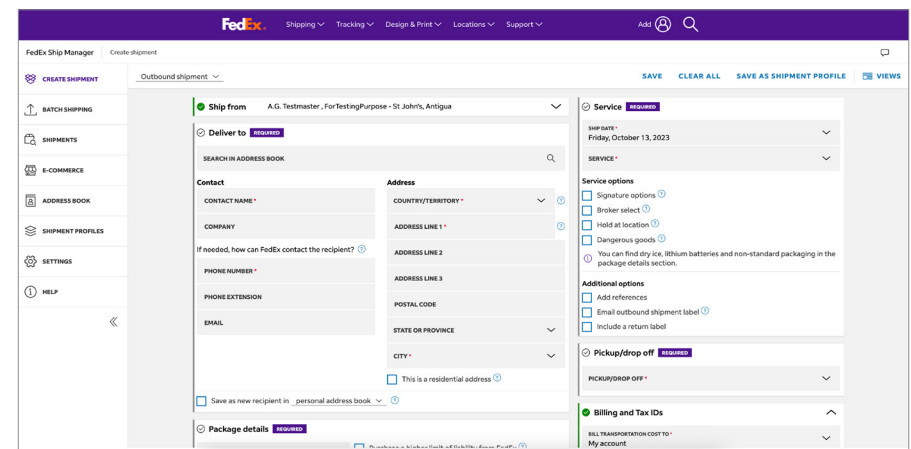 FedEx®
Shipping Tracking Design & Print Locations Support
Add
FedEx Ship Manager
Create shipment
CREATE SHIPMENT
BATCH SHIPPING
SHIPMENTS
E-COMMERCE
ADDRESS BOOK
SHIPMENT PROFILES
SETTINGS
HELP
Outbound shipment
SAVE CLEAR ALL SAVE AS SHIPMENT PROFILE VIEWS
Ship from A.G. Testmaster , ForTestingPurpose - St John's, Antigua
Deliver to REQUIRED
SEARCH IN ADDRESS BOOK
Contact
CONTACT NAME *
COMPANY
If needed, how can FedEx contact the recipient?
PHONE NUMBER *
PHONE EXTENSION
EMAIL
Address
COUNTRY/TERRITORY *
ADDRESS LINE 1 *
ADDRESS LINE 2
ADDRESS LINE 3
POSTAL CODE
STATE OR PROVINCE
CITY *
This is a residential address
Save as new recipient in personal address book
Package details REQUIRED
Purchase a higher limit of liability from FedEx
Service REQUIRED
SHIP DATE *
Friday, October 13, 2023
SERVICE *
Service options
Signature options
Broker select
Hold at location
Dangerous goods
You can find dry ice, lithium batteries and non-standard packaging in the
package details section.
Additional options
Add references
Email outbound shipment label
Include a return label
Pickup/drop off REQUIRED
PICKUP/DROP OFF *
Billing and Tax IDs
BILL TRANSPORTATION COST TO *
My account